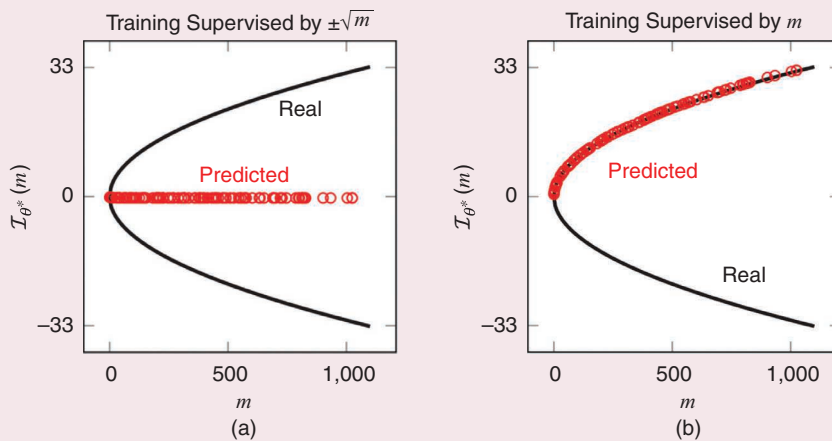 Training Supervised by ±√m
33
Real
Predicted
0
−33
0 500 1,000
m
(a)
ℐθ* (m)
Training Supervised by m
33
Predicted
0
Real
−33
0 500 1,000
m
(b)
ℐθ* (m)